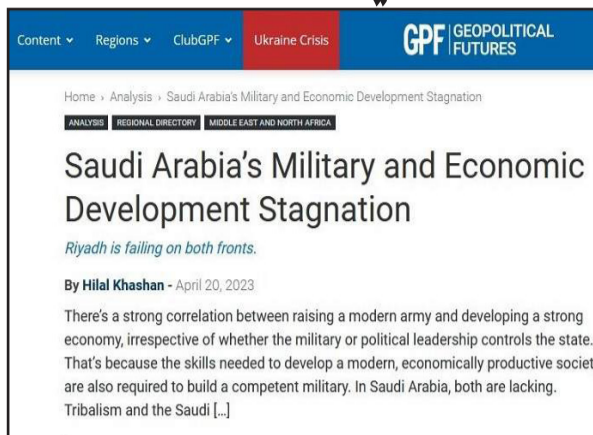 Content Regions ClubGPF Ukraine Crisis GPF GEOPOLITICAL FUTURES
Home › Analysis › Saudi Arabia's Military and Economic Development Stagnation
ANALYSIS REGIONAL DIRECTORY MIDDLE EAST AND NORTH AFRICA
Saudi Arabia's Military and Economic
Development Stagnation
Riyadh is failing on both fronts.
By Hilal Khashan - April 20, 2023
There's a strong correlation between raising a modern army and developing a strong
economy, irrespective of whether the military or political leadership controls the state.
That's because the skills needed to develop a modern, economically productive societ
are also required to build a competent military. In Saudi Arabia, both are lacking.
Tribalism and the Saudi [...]